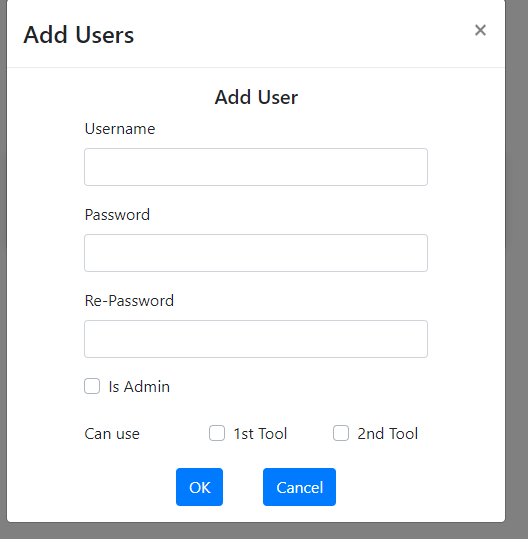 Add Users ×
Add User
Username
Password
Re-Password
Is Admin
Can use 1st Tool 2nd Tool
OK Cancel